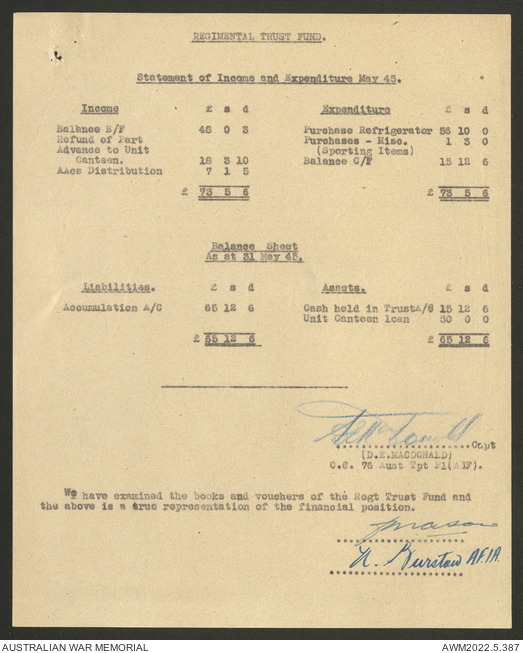 REGIMENTAL TRUST FUND.
Statement of Income and Expenditure May 45.
Income £ s d
Balance B/F 48 0 3
Refund of Part
Advance to Unit
Canteen. 18 3 10
AAcs Distribution 7 1 5
£ 73 5 6
Expenditure £ s d
Purchase Refrigerator 56 10 0
Purchases - Misc. 1 3 0
(Sporting Items)
Balance C/F 15 12 6
£ 73 5 6
Balance Sheet
As at 31 May 45.
Liabilities. £ s d
Accumulation A/C 65 12 6
£ 65 12 6
Assets. £ s d
Cash held in Trust A/C 15 12 6
Unit Canteen loan 50 0 0
£ 65 12 6
Capt
(D.E.MACDONALD)
O.C. 76 Aust Tpt Pl(AIF).
We have examined the books and vouchers of the Regt Trust Fund and
the above is a true representation of the financial position.
N. Burstow AFIA.
AUSTRALIAN WAR MEMORIAL
AWM2022.5.387